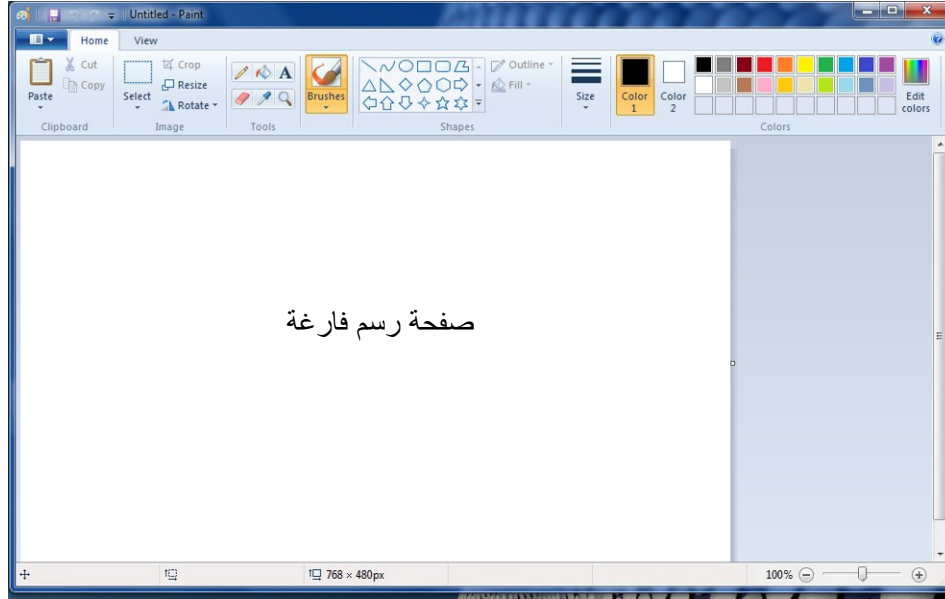 Untitled - Paint
Home View
Paste
Cut
Copy
Clipboard
Select
Crop
Resize
Rotate
Image
A
Tools
Brushes
Outline
Fill
Shapes
Size
Color 1
Color 2
Edit colors
Colors
صفحة رسم فارغة
768 × 480px
100%